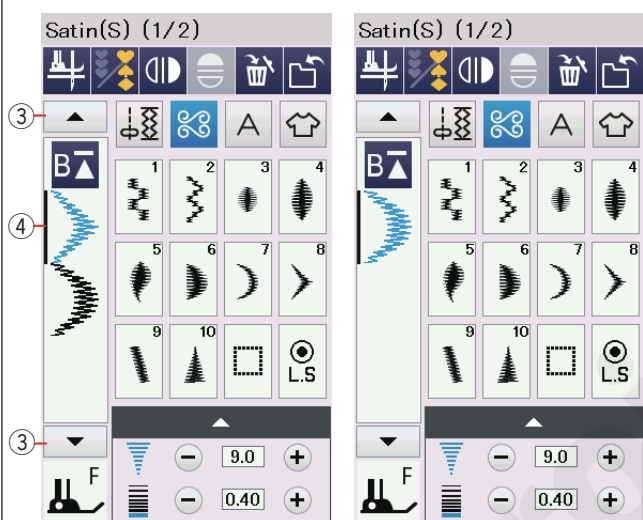 Satin(S) (1/2)
③
B
A
1 2 3 4
④
5 6 7 8
9 10
L.S
③
9.0
F
0.40
Satin(S) (1/2)
B
A
1 2 3 4
5 6 7 8
9 10
L.S
9.0
F
0.40